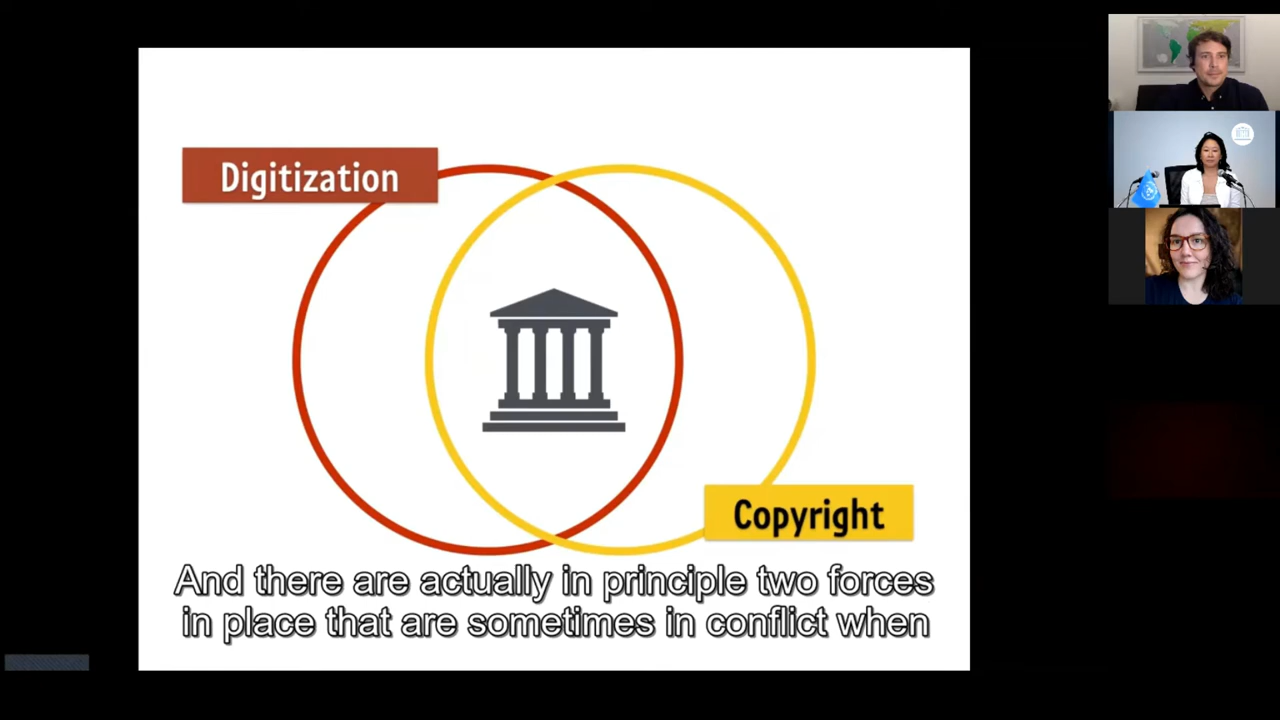 Digitization
Copyright
And there are actually in principle two forces
in place that are sometimes in conflict when